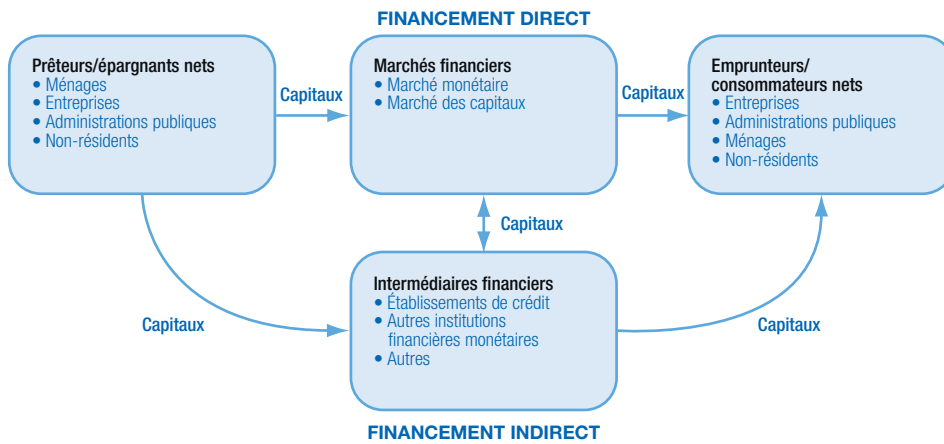 FINANCEMENT DIRECT
Prêteurs/épargnants nets
• Ménages
• Entreprises
• Administrations publiques
• Non-résidents
Capitaux
Marchés financiers
• Marché monétaire
• Marché des capitaux
Capitaux
Emprunteurs/
consommateurs nets
• Entreprises
• Administrations publiques
• Ménages
• Non-résidents
Capitaux
Intermédiaires financiers
• Établissements de crédit
• Autres institutions
financières monétaires
• Autres
Capitaux
Capitaux
FINANCEMENT INDIRECT